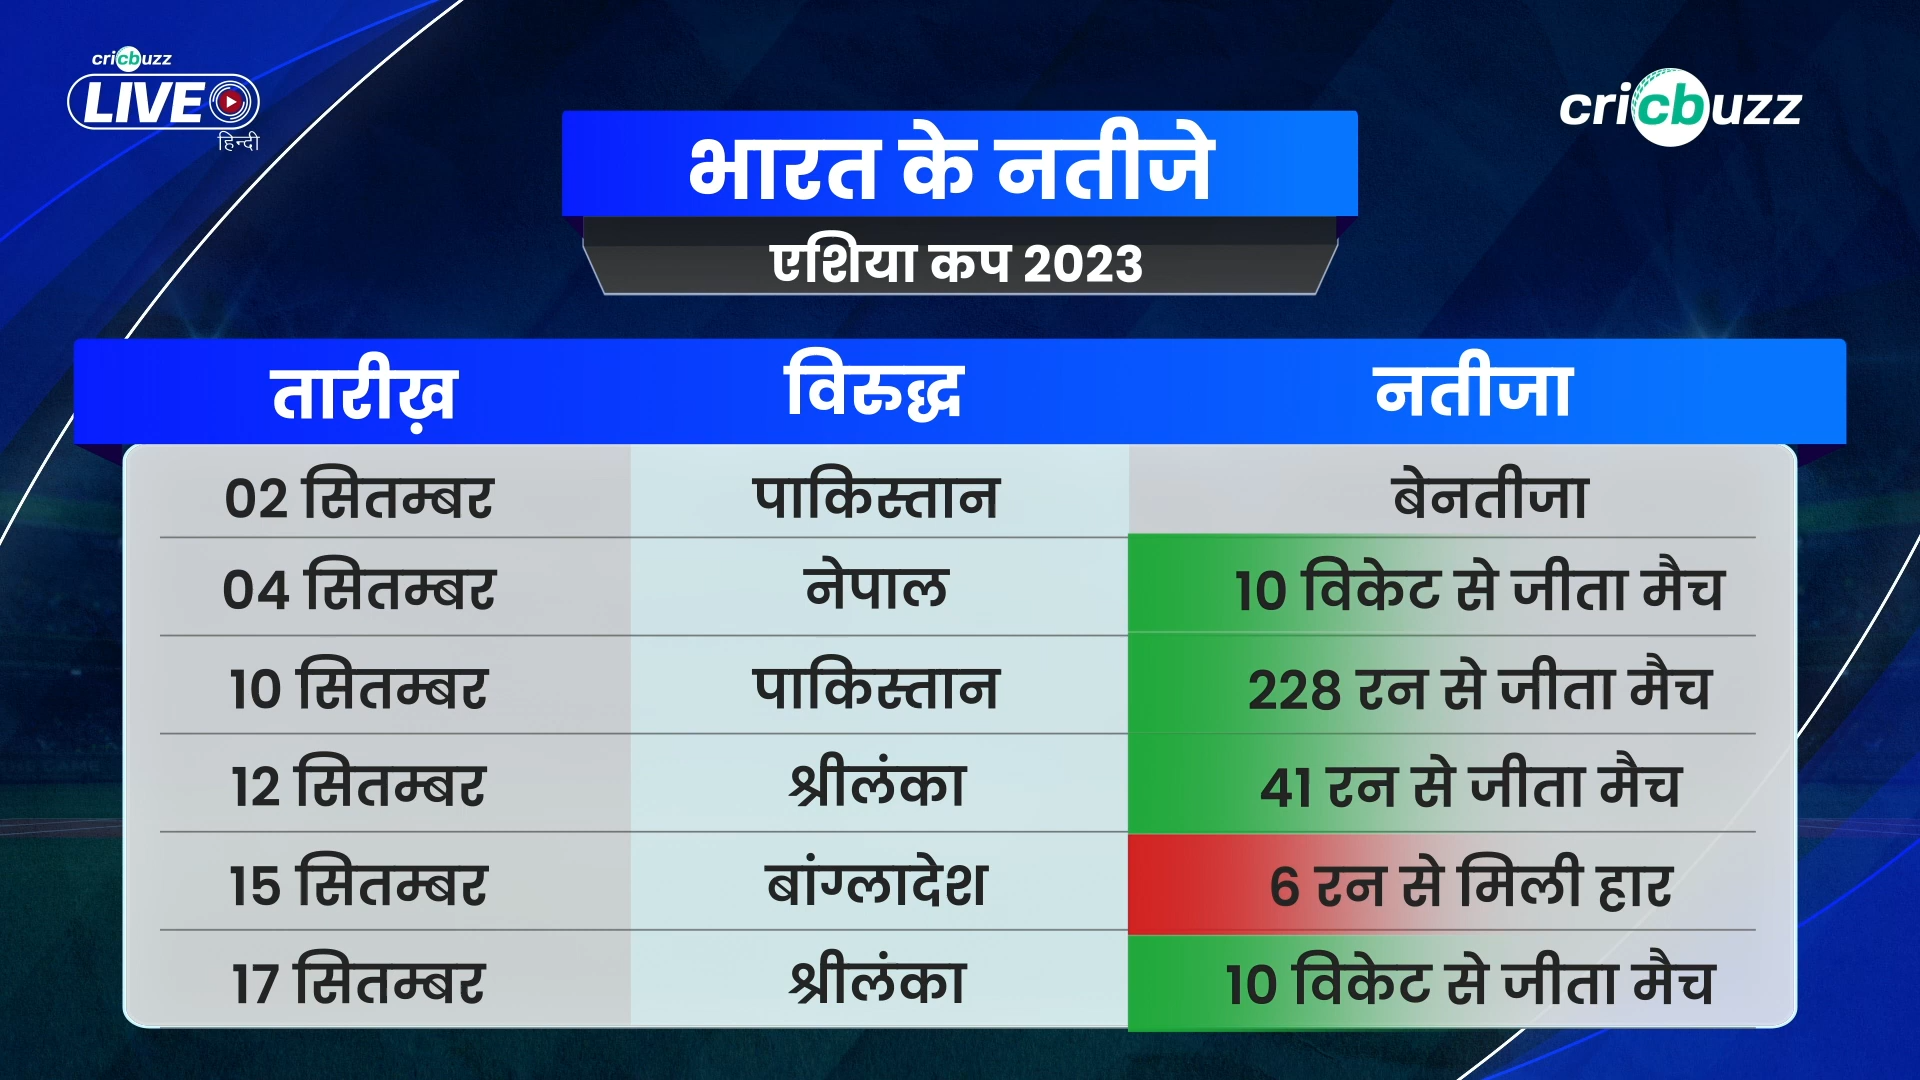 cricbuzz
LIVE
हिन्दी
cricbuzz
भारत के नतीजे
एशिया कप 2023
तारीख़ विरुद्ध नतीजा
02 सितम्बर पाकिस्तान बेनतीजा
04 सितम्बर नेपाल 10 विकेट से जीता मैच
10 सितम्बर पाकिस्तान 228 रन से जीता मैच
12 सितम्बर श्रीलंका 41 रन से जीता मैच
15 सितम्बर बांग्लादेश 6 रन से मिली हार
17 सितम्बर श्रीलंका 10 विकेट से जीता मैच